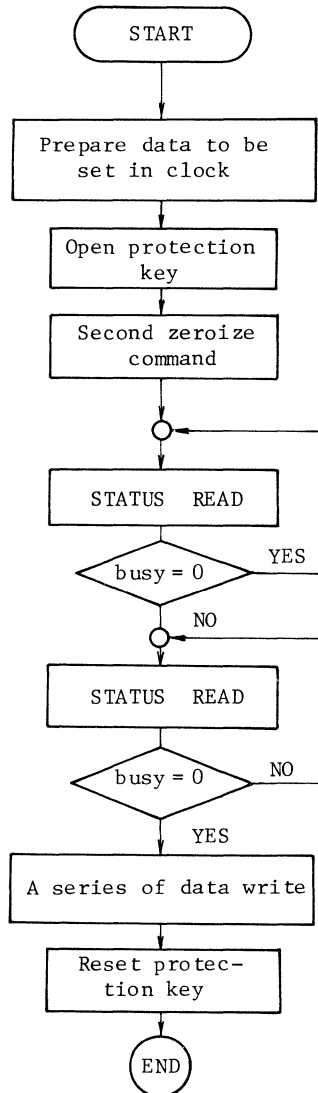 START
Prepare data to be
set in clock
Open protection
key
Second zeroize
command
STATUS READ
busy = 0
YES
NO
STATUS READ
busy = 0
NO
YES
A series of data write
Reset protec-
tion key
END